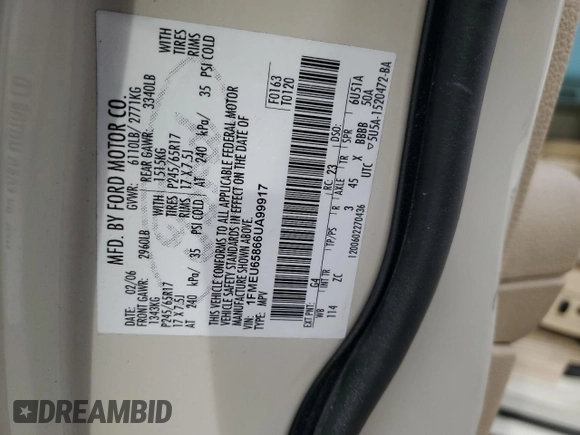 MFD. BY FORD MOTOR CO.
DATE: 02/06 GVWR: 6110LB/ 2771KG
FRONT GAWR: 2960LB REAR GAWR: 3340LB
1343KG WITH 1515KG WITH
P245/65R17 TIRES P245/65R17 TIRES
17 X 7.5J RIMS 17 X 7.5J RIMS
AT 240 kPa/ 35 PSI COLD AT 240 kPa/ 35 PSI COLD
THIS VEHICLE CONFORMS TO ALL APPLICABLE FEDERAL MOTOR
VEHICLE SAFETY STANDARDS IN EFFECT ON THE DATE OF
MANUFACTURE SHOWN ABOVE.
VIN: 1FMEU65866UA99917
TYPE: MPV
F0163
T0120
EXT PNT: G4 RC: 23 DSO:
WB INT TR TP/PS R AXLE TR SPR 6U51A
114 ZC 3 45 X BBBB 50A
1200602270436 UTC 5U5A-1520472-BA
DREAMBID